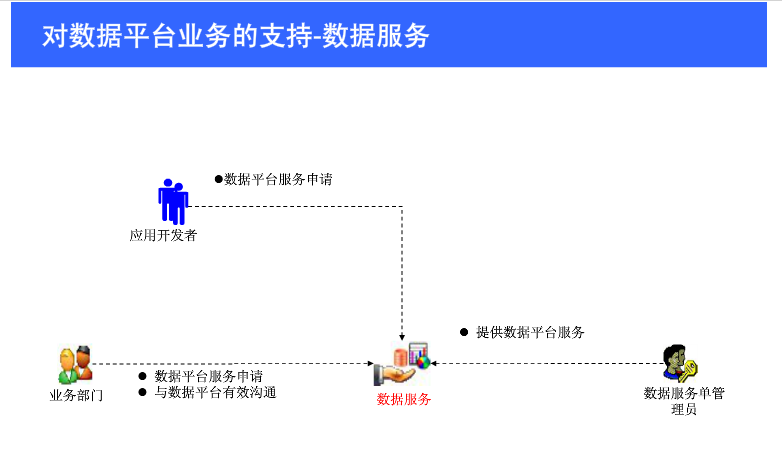 对数据平台业务的支持-数据服务
●数据平台服务申请
应用开发者
● 提供数据平台服务
● 数据平台服务申请
● 与数据平台有效沟通
业务部门
数据服务
数据服务单管
理员